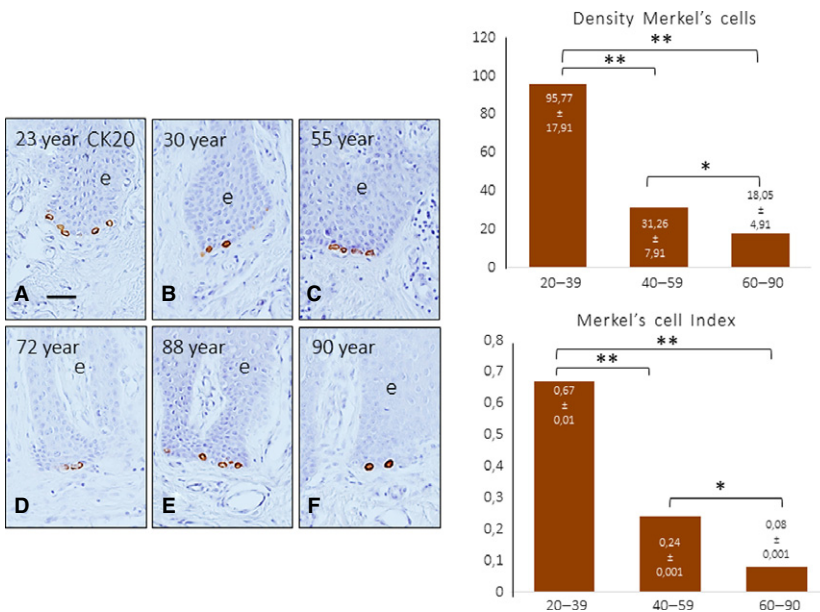 23 year CK20
e
A
30 year
e
B
55 year
e
C
72 year
e
D
88 year
e
E
90 year
e
F
Density Merkel's cells
120
100
80
60
40
20
0
**
**
*
95,77
±
17,91
31,26
±
7,91
18,05
±
4,91
20–39
40–59
60–90
Merkel's cell Index
0,8
0,7
0,6
0,5
0,4
0,3
0,2
0,1
0
**
**
*
0,67
±
0,01
0,24
±
0,001
0,08
±
0,001
20–39
40–59
60–90